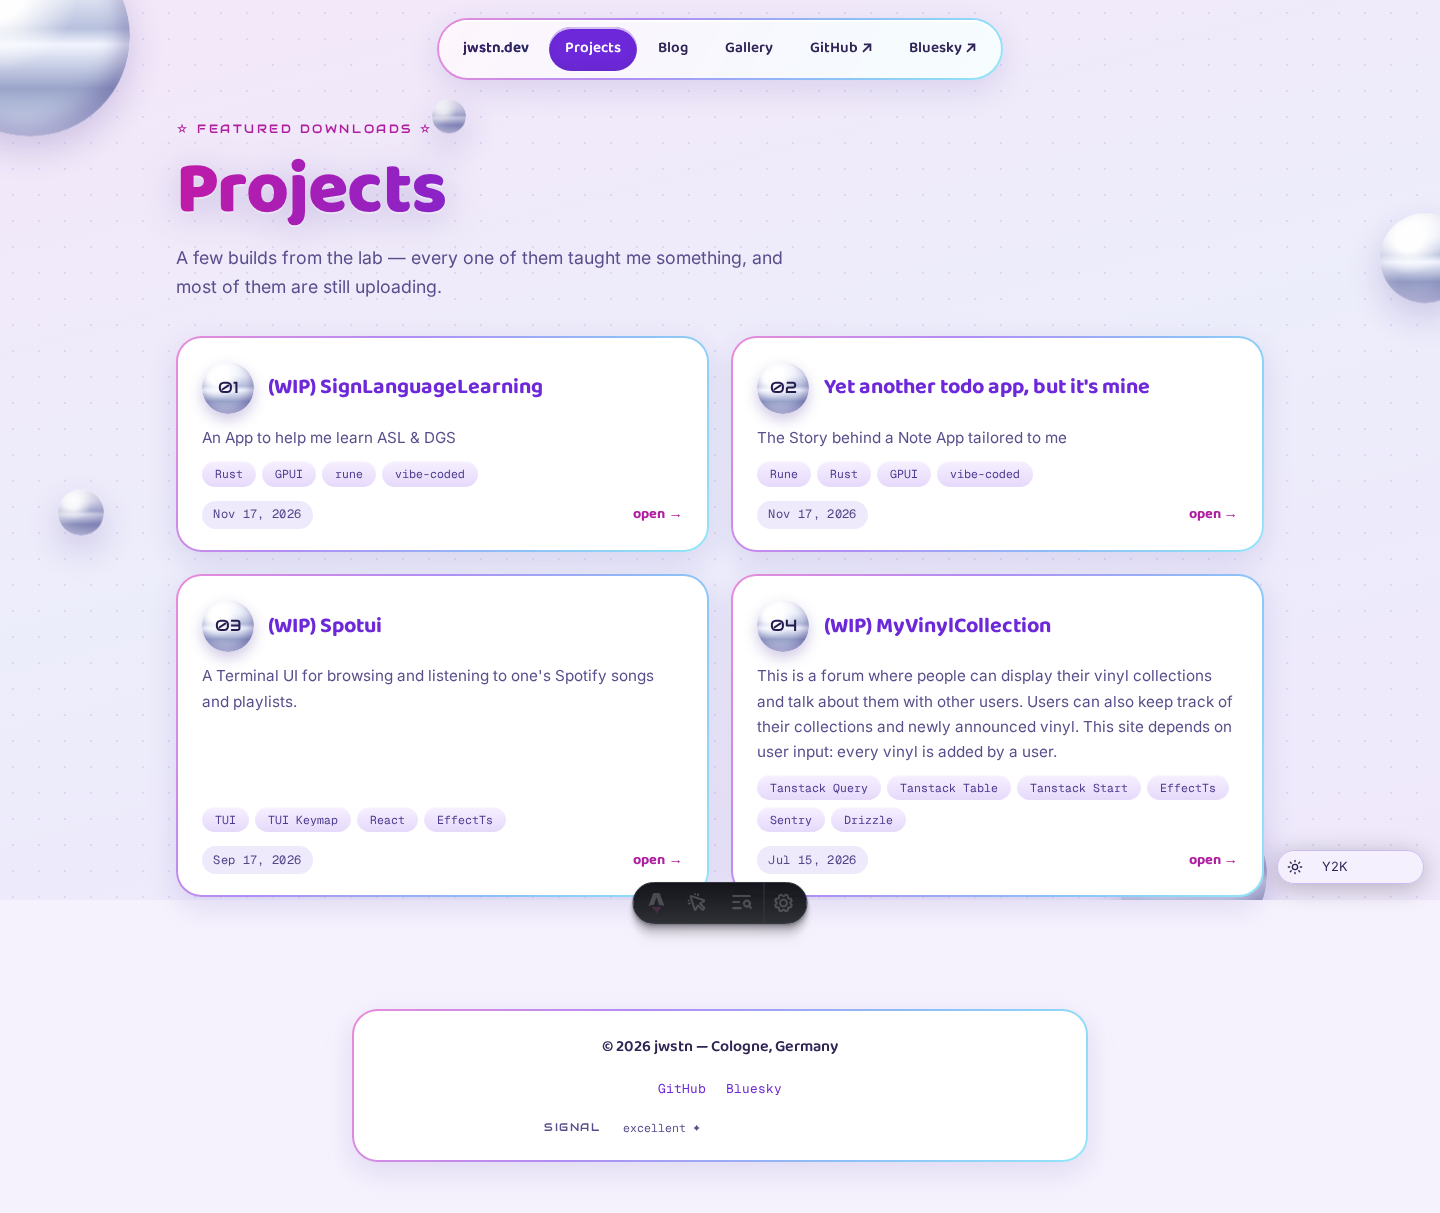 jwstn.dev Projects Blog Gallery GitHub ↗ Bluesky ↗
☆ FEATURED DOWNLOADS ☆
Projects
A few builds from the lab — every one of them taught me something, and
most of them are still uploading.
01 (WIP) SignLanguageLearning
An App to help me learn ASL & DGS
Rust GPUI rune vibe-coded
Nov 17, 2026 open →
02 Yet another todo app, but it's mine
The Story behind a Note App tailored to me
Rune Rust GPUI vibe-coded
Nov 17, 2026 open →
03 (WIP) Spotui
A Terminal UI for browsing and listening to one's Spotify songs
and playlists.
TUI TUI Keymap React EffectTs
Sep 17, 2026 open →
04 (WIP) MyVinylCollection
This is a forum where people can display their vinyl collections
and talk about them with other users. Users can also keep track of
their collections and newly announced vinyl. This site depends on
user input: every vinyl is added by a user.
Tanstack Query Tanstack Table Tanstack Start EffectTs
Sentry Drizzle
Jul 15, 2026 open →
Y2K
© 2026 jwstn — Cologne, Germany
GitHub Bluesky
SIGNAL excellent ✦